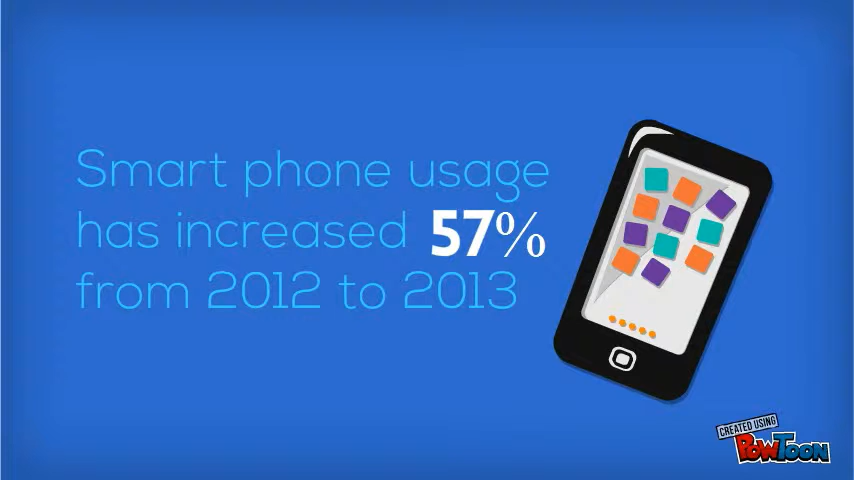 Smart phone usage
has increased 57%
from 2012 to 2013
CREATED USING
POWTOON